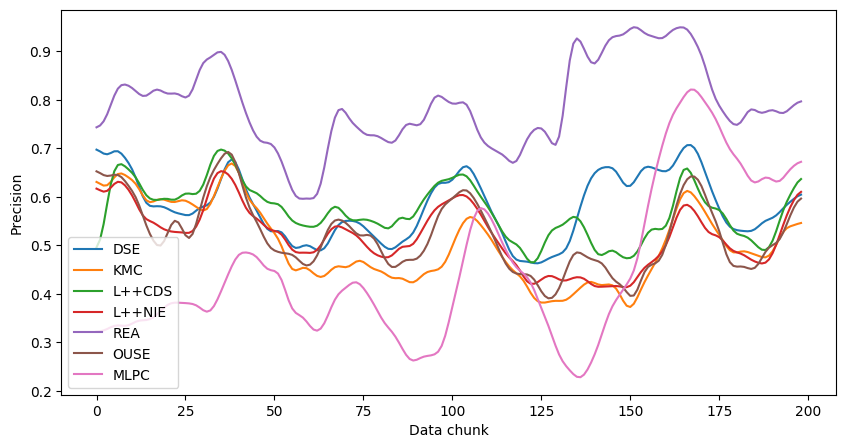 Precision
0.9
0.8
0.7
0.6
0.5
0.4
0.3
0.2
DSE
KMC
L++CDS
L++NIE
REA
OUSE
MLPC
0 25 50 75 100 125 150 175 200
Data chunk